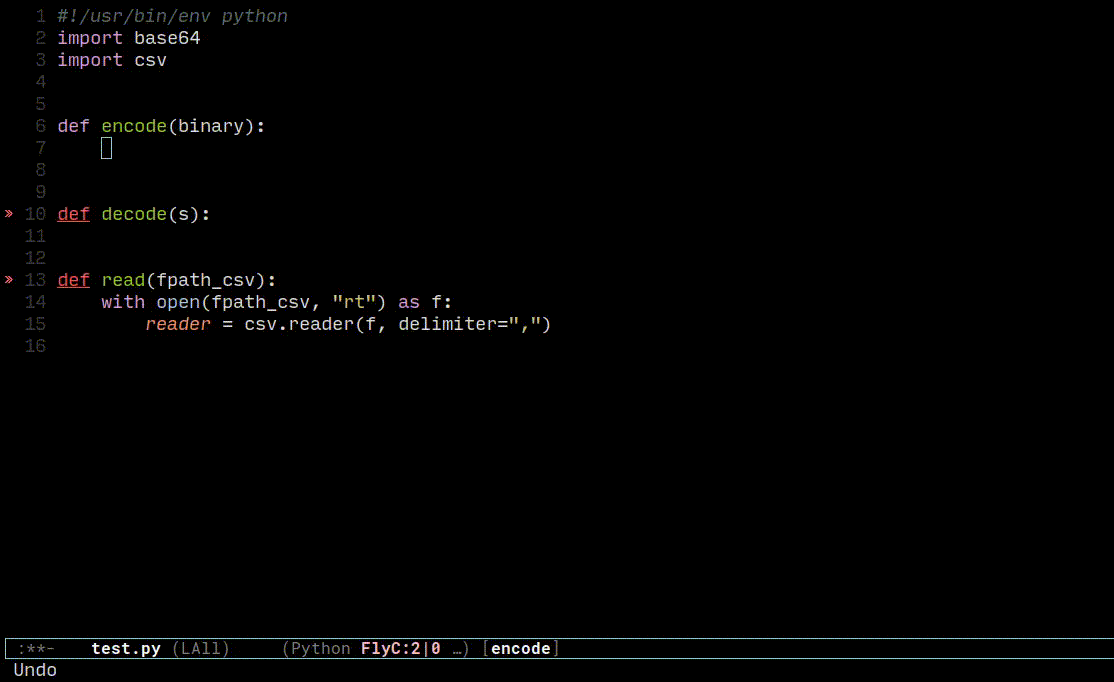 1 #!/usr/bin/env python
2 import base64
3 import csv
4
5
6 def encode(binary):
7
8
9
» 10 def decode(s):
11
12
» 13 def read(fpath_csv):
14     with open(fpath_csv, "rt") as f:
15         reader = csv.reader(f, delimiter=",")
16
:**-   test.py (LAll)     (Python FlyC:2|0 …) [encode]
Undo